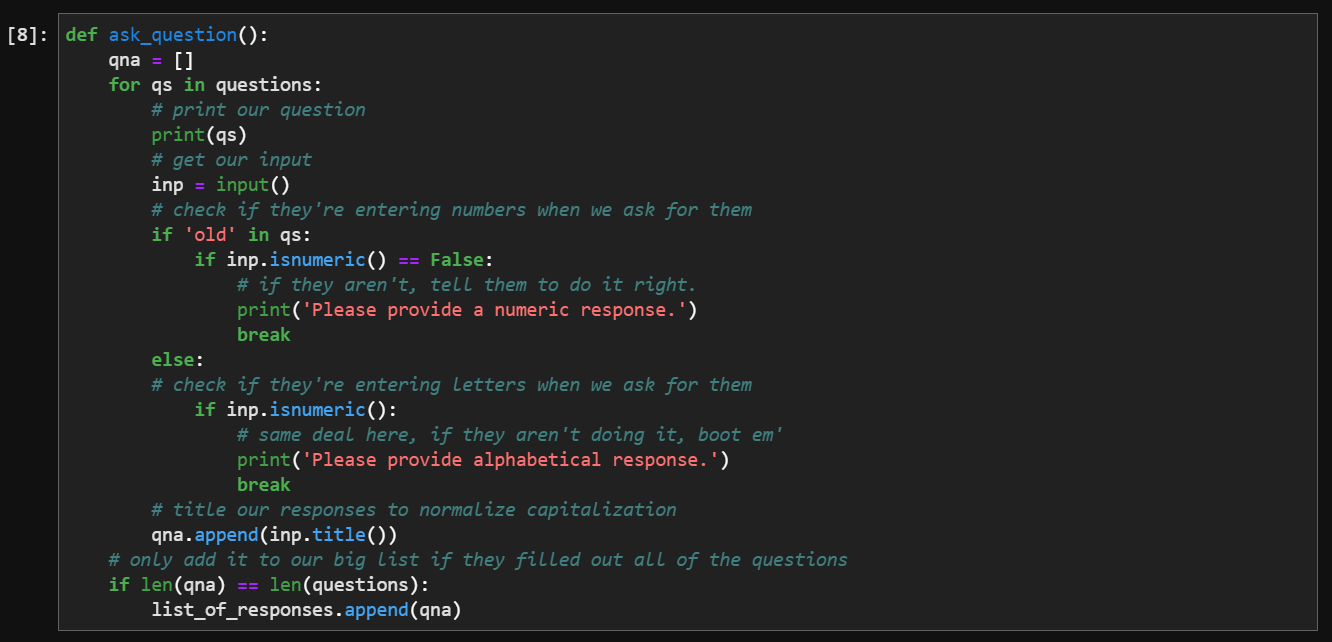 [8]: def ask_question():
    qna = []
    for qs in questions:
        # print our question
        print(qs)
        # get our input
        inp = input()
        # check if they're entering numbers when we ask for them
        if 'old' in qs:
            if inp.isnumeric() == False:
                # if they aren't, tell them to do it right.
                print('Please provide a numeric response.')
                break
        else:
        # check if they're entering letters when we ask for them
            if inp.isnumeric():
                # same deal here, if they aren't doing it, boot em'
                print('Please provide alphabetical response.')
                break
        # title our responses to normalize capitalization
        qna.append(inp.title())
    # only add it to our big list if they filled out all of the questions
    if len(qna) == len(questions):
        list_of_responses.append(qna)